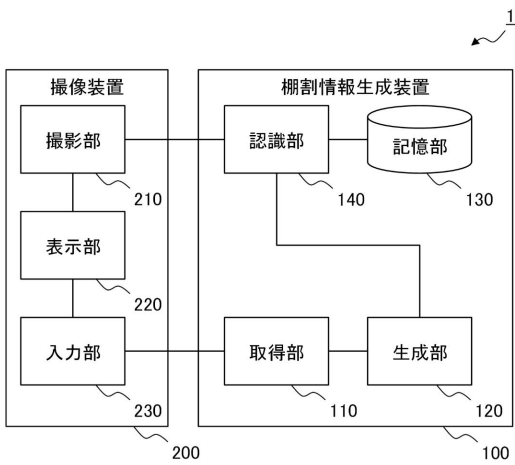 1
撮像装置
棚割情報生成装置
撮影部
認識部
記憶部
210
140
130
表示部
220
入力部
取得部
生成部
230
110
120
200
100